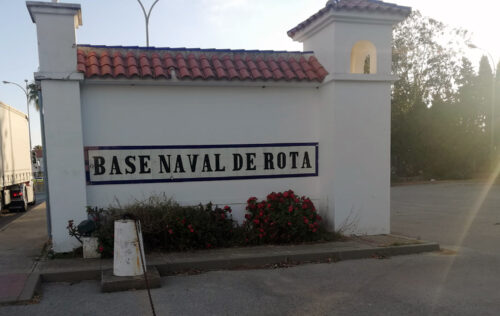 BASE NAVAL DE ROTA